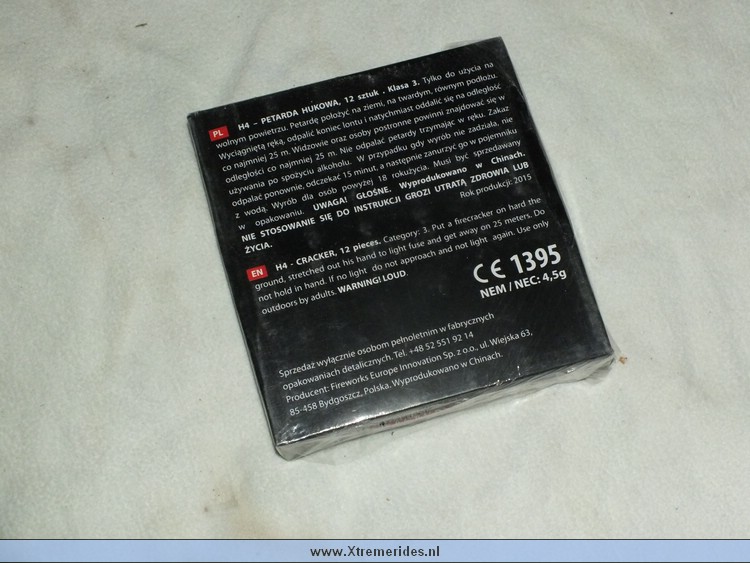 PL H4 – PETARDA HUKOWA, 12 sztuk . Klasa 3. Tylko do użycia na
wolnym powietrzu. Petardę położyć na ziemi, na twardym, równym podłożu.
Wyciągniętą ręką, odpalić koniec lontu i natychmiast oddalić się na odległość
co najmniej 25 m. Widzowie oraz osoby postronne powinni znajdować się w
odległości co najmniej 25 m. Nie odpalać petardy trzymając w ręku. Zakaz
używania po spożyciu alkoholu. W przypadku gdy wyrób nie zadziała, nie
odpalać ponownie, odczekać 15 minut, a następnie zanurzyć go w pojemniku
z wodą. Wyrób dla osób powyżej 18 rokużycia. Musi być sprzedawany
w opakowaniu. UWAGA! GŁOŚNE. Wyprodukowano w Chinach.
NIE STOSOWANIE SIĘ DO INSTRUKCJI GROZI UTRATĄ ZDROWIA LUB
ŻYCIA.
Rok produkcji: 2015
EN H4 - CRACKER, 12 pieces. Category: 3. Put a firecracker on hard the
ground, stretched out his hand to light fuse and get away on 25 meters. Do
not hold in hand. If no light do not approach and not light again. Use only
outdoors by adults. WARNING! LOUD.
CE 1395
NEM / NEC: 4,5g
Sprzedaż wyłącznie osobom pełnoletnim w fabrycznych
opakowaniach detalicznych. Tel. +48 52 551 92 14
Producent: Fireworks Europe Innovation Sp. z o.o., ul. Wiejska 63,
85-458 Bydgoszcz, Polska. Wyprodukowano w Chinach.
www.Xtremerides.nl